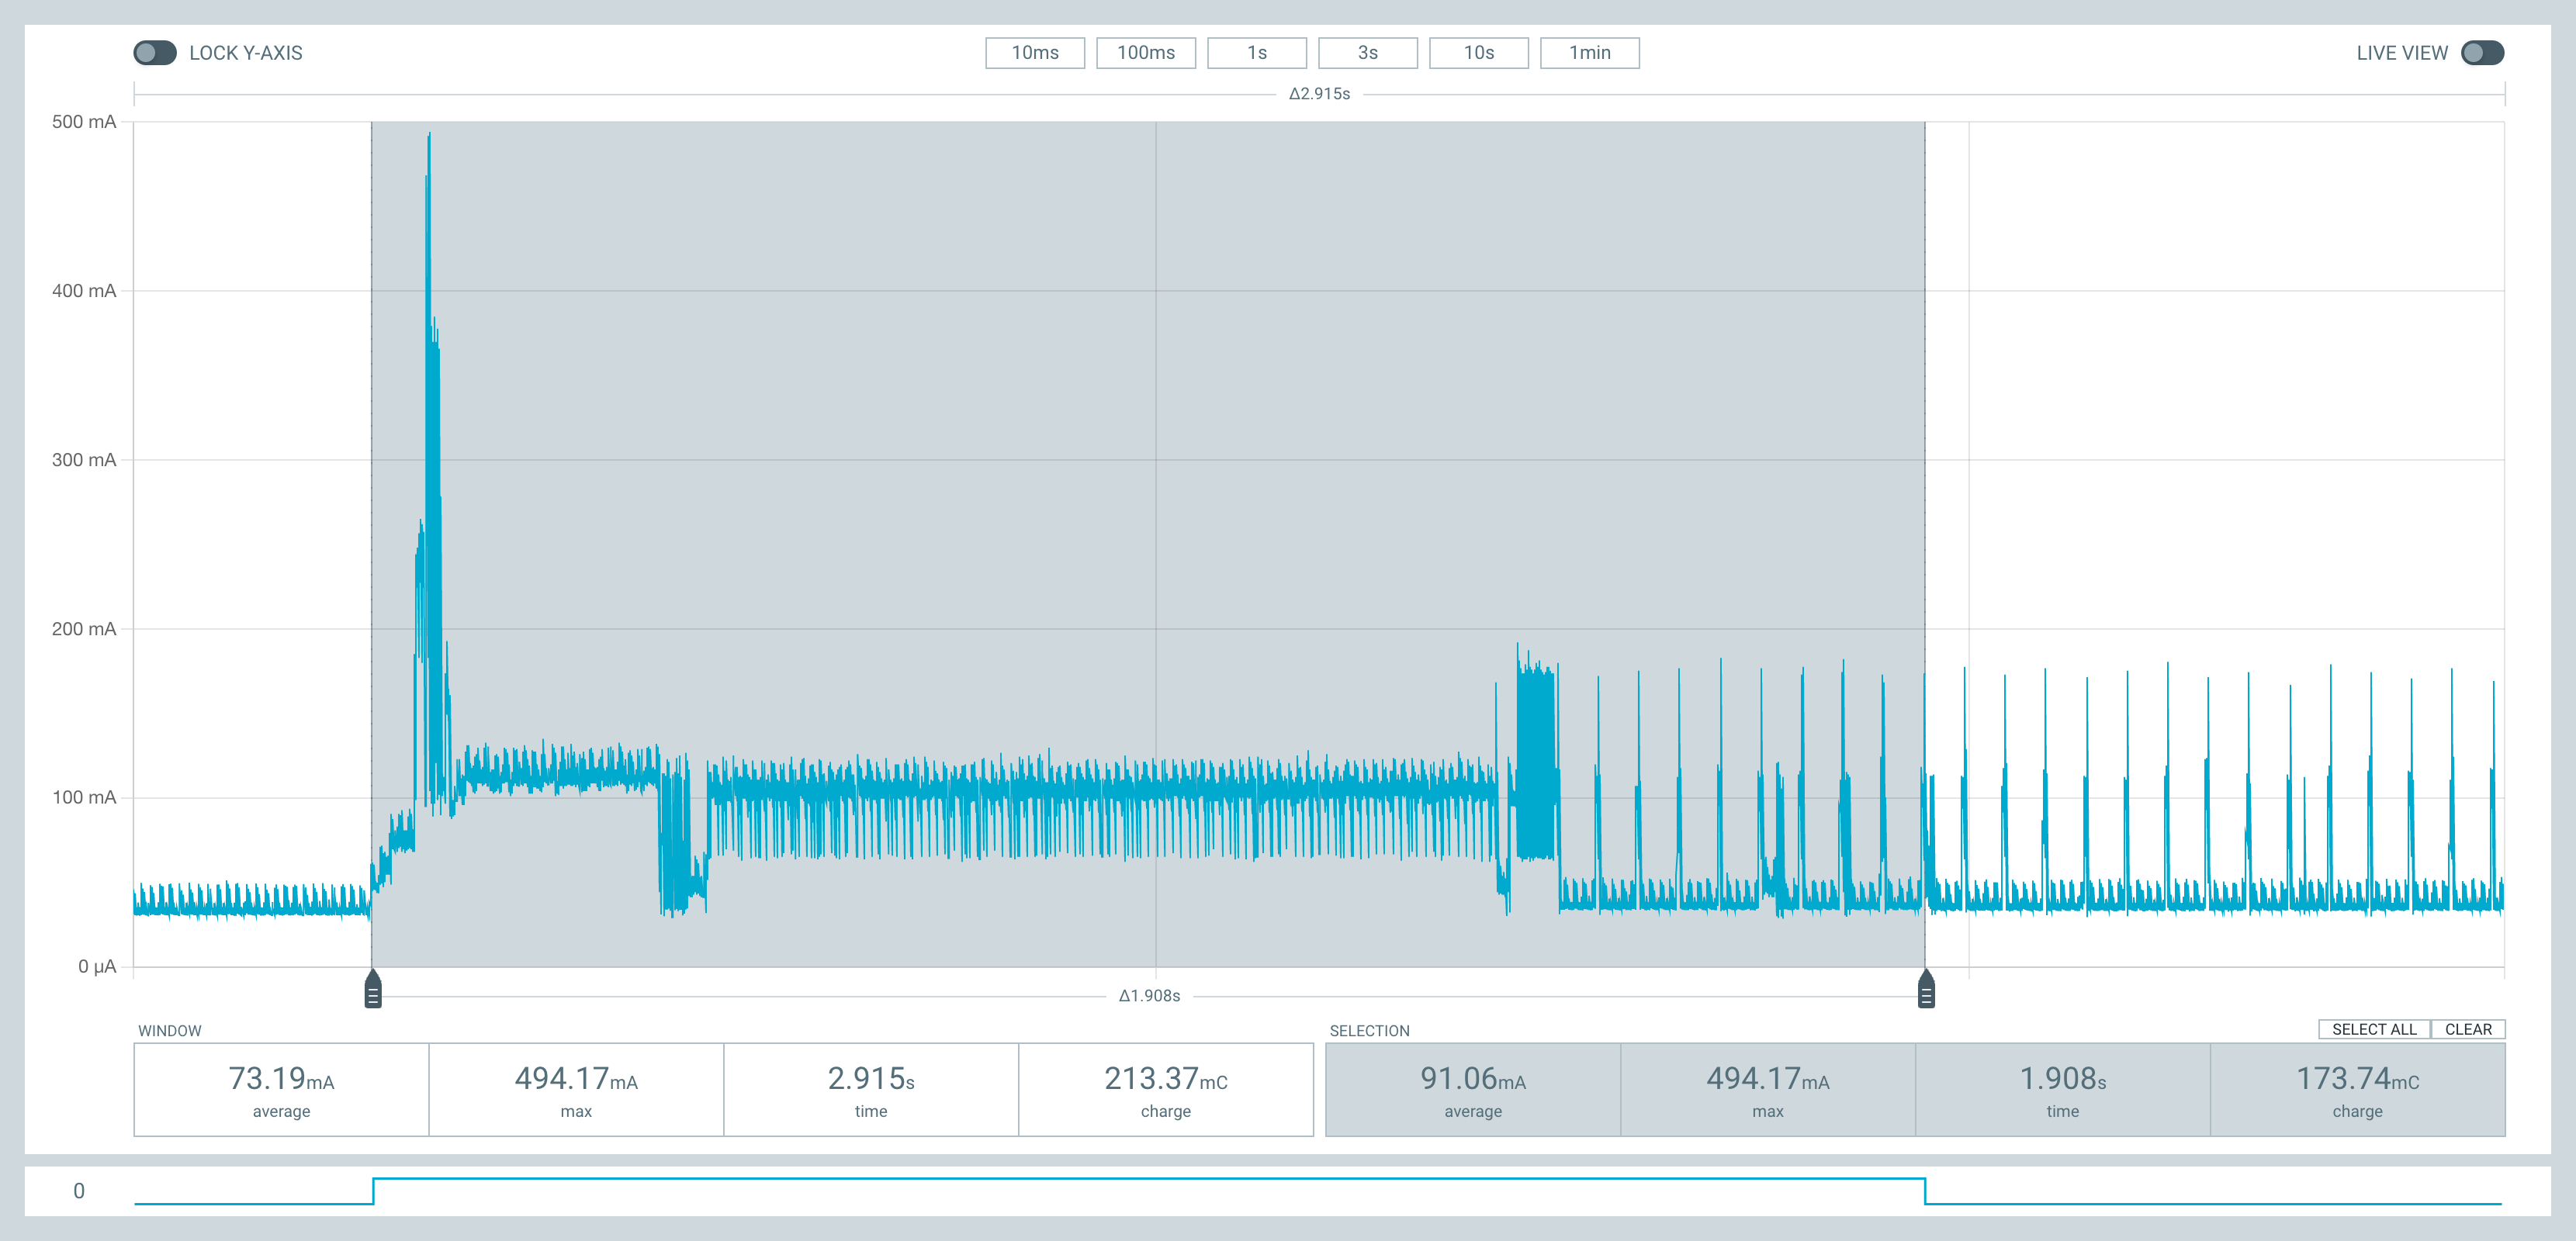 LOCK Y-AXIS 10ms 100ms 1s 3s 10s 1min LIVE VIEW
Δ2.915s
500 mA
400 mA
300 mA
200 mA
100 mA
0 µA
Δ1.908s
WINDOW SELECTION SELECT ALL CLEAR
73.19mA 494.17mA 2.915s 213.37mC 91.06mA 494.17mA 1.908s 173.74mC
average max time charge average max time charge
0